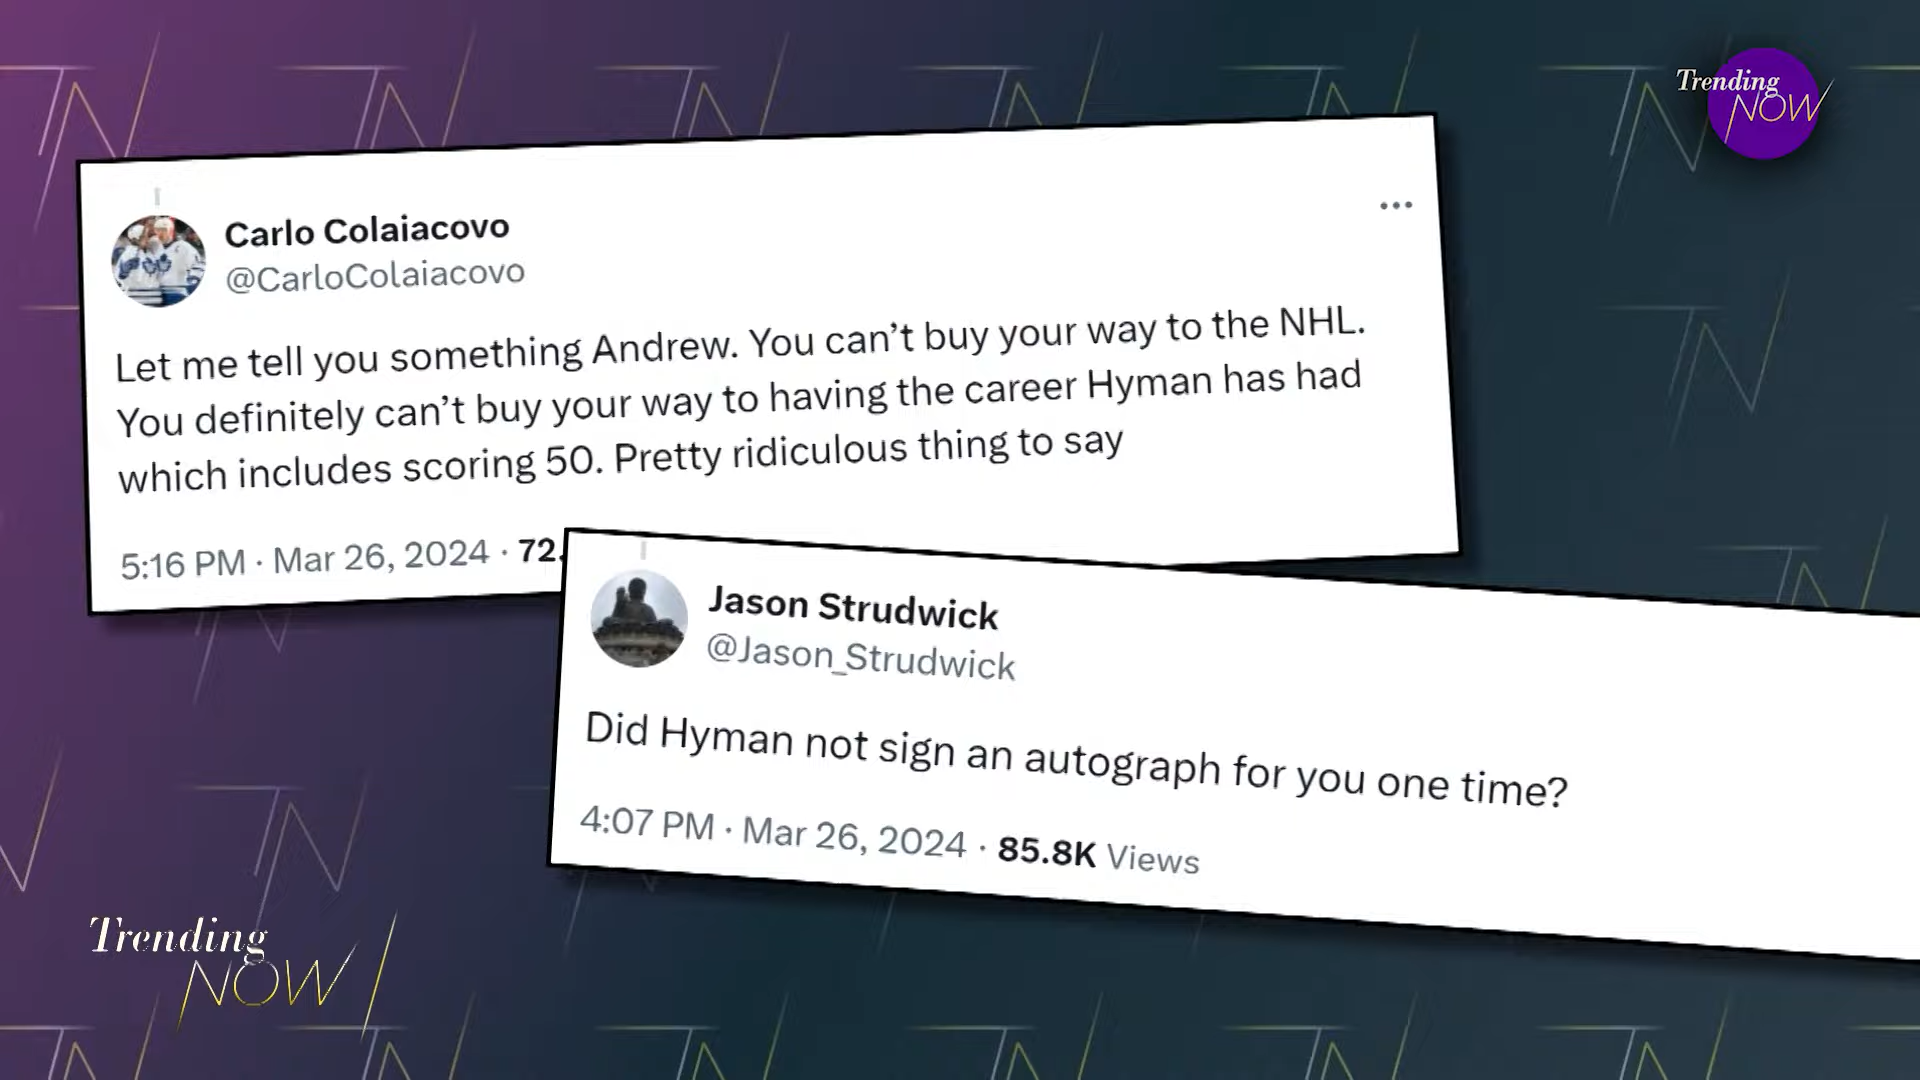 Trending
NOW
Carlo Colaiacovo
@CarloColaiacovo
Let me tell you something Andrew. You can’t buy your way to the NHL.
You definitely can’t buy your way to having the career Hyman has had
which includes scoring 50. Pretty ridiculous thing to say
5:16 PM · Mar 26, 2024 · 72.
Jason Strudwick
@Jason_Strudwick
Did Hyman not sign an autograph for you one time?
4:07 PM · Mar 26, 2024 · 85.8K Views
Trending
NOW